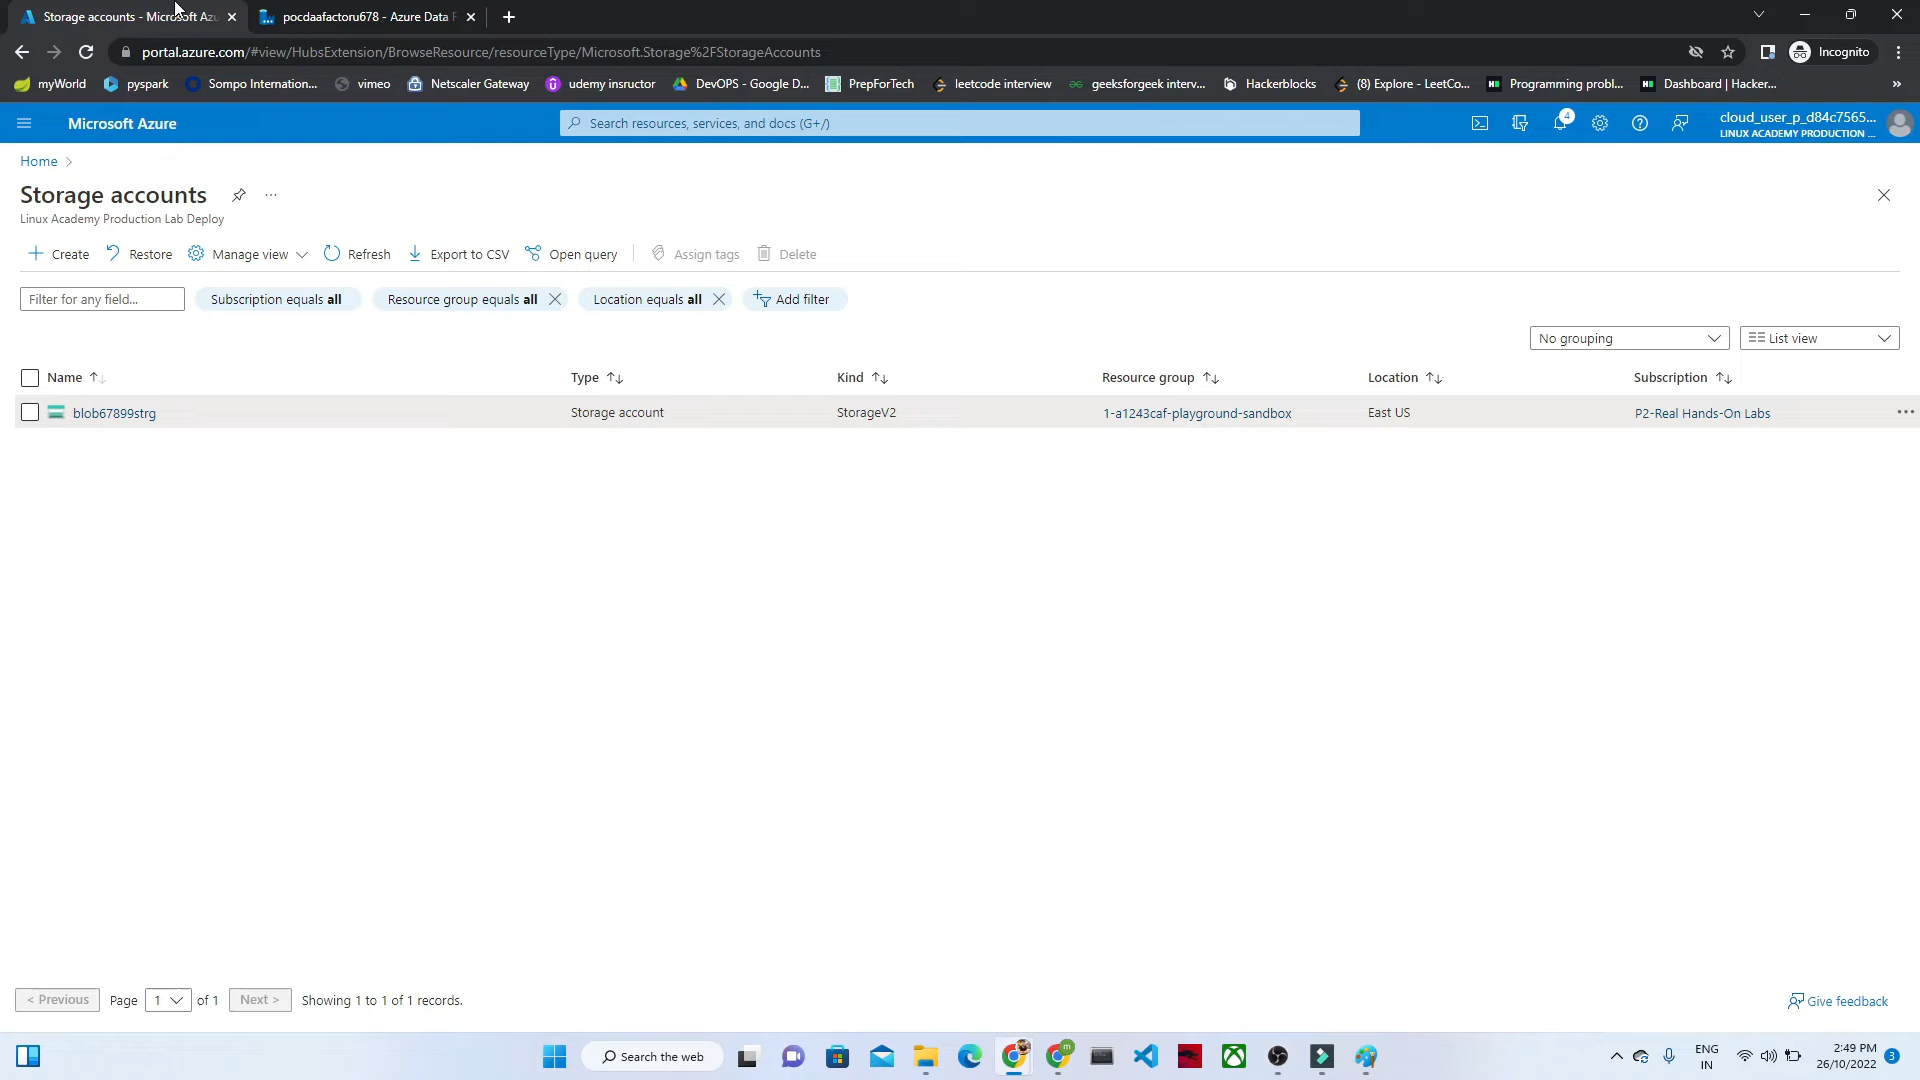 Storage accounts - Microsoft Azu
pocdaafactoru678 - Azure Data F
portal.azure.com/#view/HubsExtension/BrowseResource/resourceType/Microsoft.Storage%2FStorageAccounts
Incognito
myWorld
pyspark
Sompo Internation...
vimeo
Netscaler Gateway
udemy insructor
DevOPS - Google D...
PrepForTech
leetcode interview
geeksforgeek interv...
Hackerblocks
(8) Explore - LeetCo...
Programming probl...
Dashboard | Hacker...
»
Microsoft Azure
Search resources, services, and docs (G+/)
4
cloud_user_p_d84c7565...
LINUX ACADEMY PRODUCTION ...
Home
Storage accounts
...
Linux Academy Production Lab Deploy
Create
Restore
Manage view
Refresh
Export to CSV
Open query
Assign tags
Delete
Filter for any field...
Subscription equals all
Resource group equals all
Location equals all
Add filter
No grouping
List view
Name
Type
Kind
Resource group
Location
Subscription
blob67899strg
Storage account
StorageV2
1-a1243caf-playground-sandbox
East US
P2-Real Hands-On Labs
< Previous
Page
1
of 1
Next >
Showing 1 to 1 of 1 records.
Give feedback
Search the web
m
ENG
IN
2:49 PM
26/10/2022
3